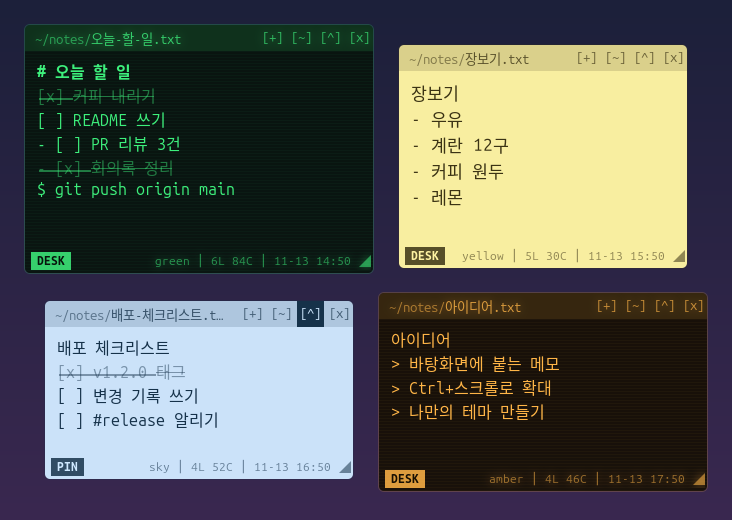 ~/notes/오늘-할-일.txt [+] [~] [^] [x]
# 오늘 할 일
[x] 커피 내리기
[ ] README 쓰기
- [ ] PR 리뷰 3건
- [x] 회의록 정리
$ git push origin main
DESK green | 6L 84C | 11-13 14:50
~/notes/장보기.txt [+] [~] [^] [x]
장보기
- 우유
- 계란 12구
- 커피 원두
- 레몬
DESK yellow | 5L 30C | 11-13 15:50
~/notes/배포-체크리스트.t… [+] [~] [^] [x]
배포 체크리스트
[x] v1.2.0 태그
[ ] 변경 기록 쓰기
[ ] #release 알리기
PIN sky | 4L 52C | 11-13 16:50
~/notes/아이디어.txt [+] [~] [^] [x]
아이디어
> 바탕화면에 붙는 메모
> Ctrl+스크롤로 확대
> 나만의 테마 만들기
DESK amber | 4L 46C | 11-13 17:50